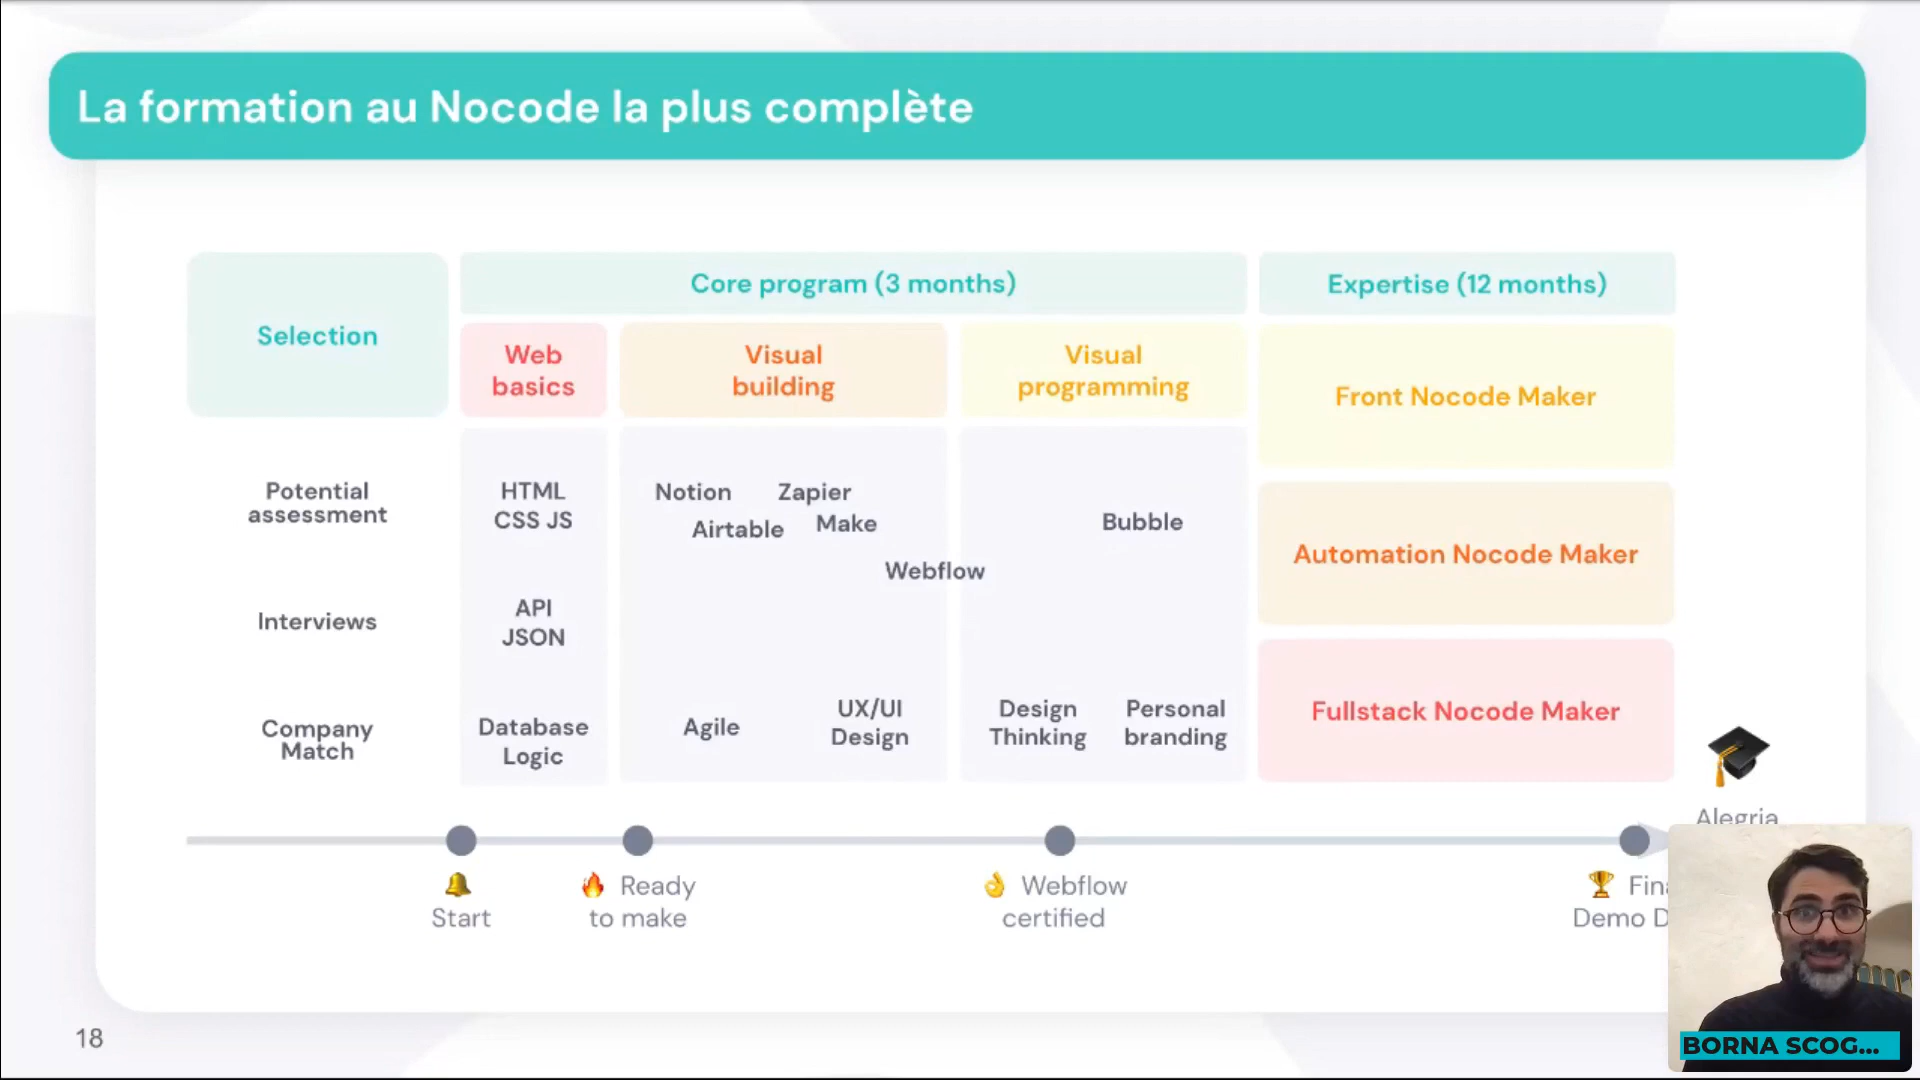 La formation au Nocode la plus complète
Selection
Core program (3 months)
Expertise (12 months)
Web
basics
Visual
building
Visual
programming
Front Nocode Maker
Automation Nocode Maker
Fullstack Nocode Maker
Potential
assessment
Interviews
Company
Match
HTML
CSS JS
API
JSON
Database
Logic
Notion
Zapier
Airtable
Make
Webflow
Agile
UX/UI
Design
Bubble
Design
Thinking
Personal
branding
Start
Ready
to make
Webflow
certified
Demo
Alegria
BORNA SCOG...
18